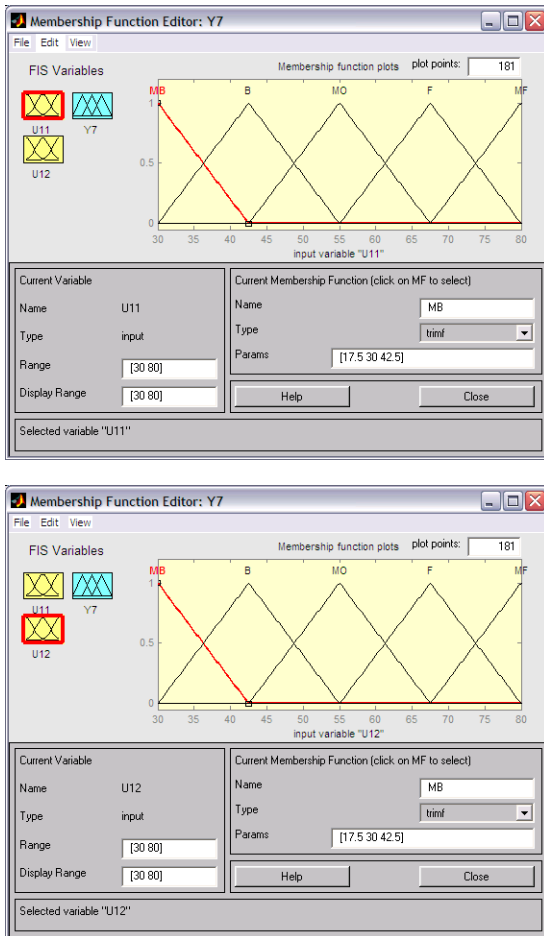 Membership Function Editor: Y7
File Edit View
FIS Variables
Membership function plots plot points: 181
U11 Y7
U12
MB B MO F MF
1
0.5
0
30 35 40 45 50 55 60 65 70 75 80
input variable "U11"
Current Variable
Name U11
Type input
Range [30 80]
Display Range [30 80]
Current Membership Function (click on MF to select)
Name MB
Type trimf
Params [17.5 30 42.5]
Help Close
Selected variable "U11"
Membership Function Editor: Y7
File Edit View
FIS Variables
Membership function plots plot points: 181
U11 Y7
U12
MB B MO F MF
1
0.5
0
30 35 40 45 50 55 60 65 70 75 80
input variable "U12"
Current Variable
Name U12
Type input
Range [30 80]
Display Range [30 80]
Current Membership Function (click on MF to select)
Name MB
Type trimf
Params [17.5 30 42.5]
Help Close
Selected variable "U12"